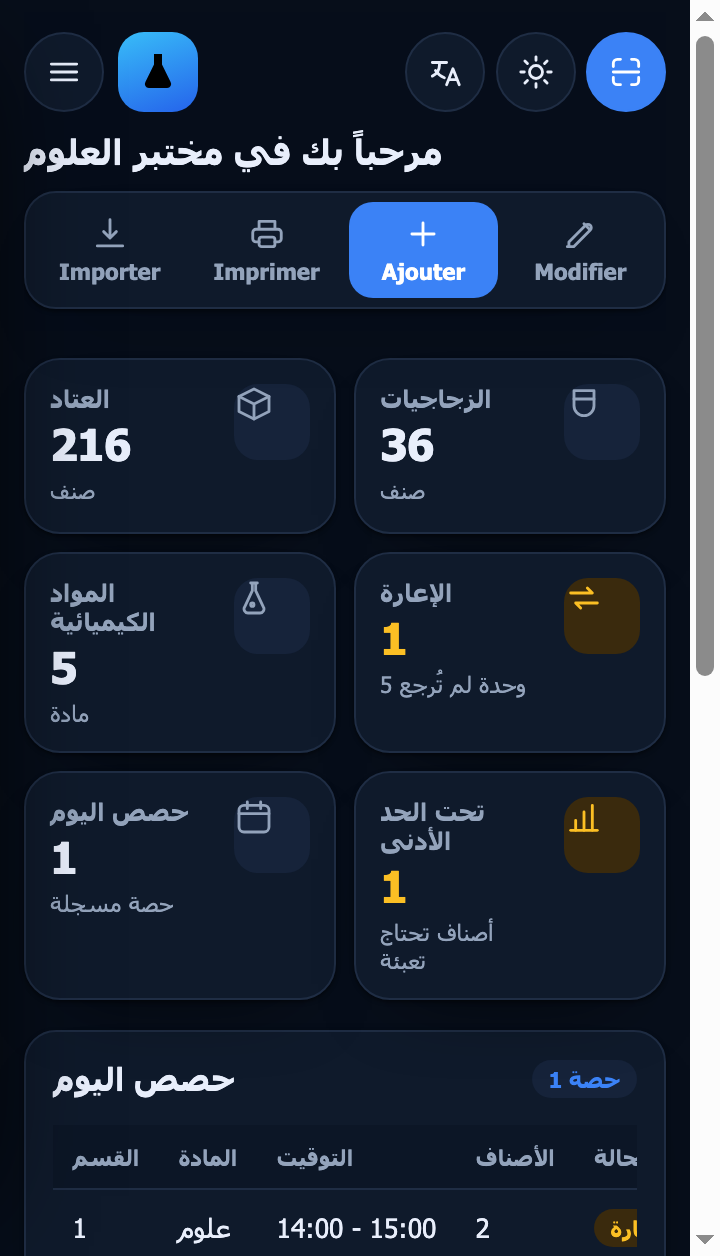 مرحباً بك في مختبر العلوم
Importer
Imprimer
Ajouter
Modifier
العتاد
216
صنف
الزجاجيات
36
صنف
المواد
الكيميائية
5
مادة
الإعارة
1
وحدة لم تُرجع 5
حصص اليوم
1
حصة مسجلة
تحت الحد
الأدنى
1
أصناف تحتاج
تعبئة
حصص اليوم
حصة 1
القسم المادة التوقيت الأصناف
1 علوم 14:00 - 15:00 2